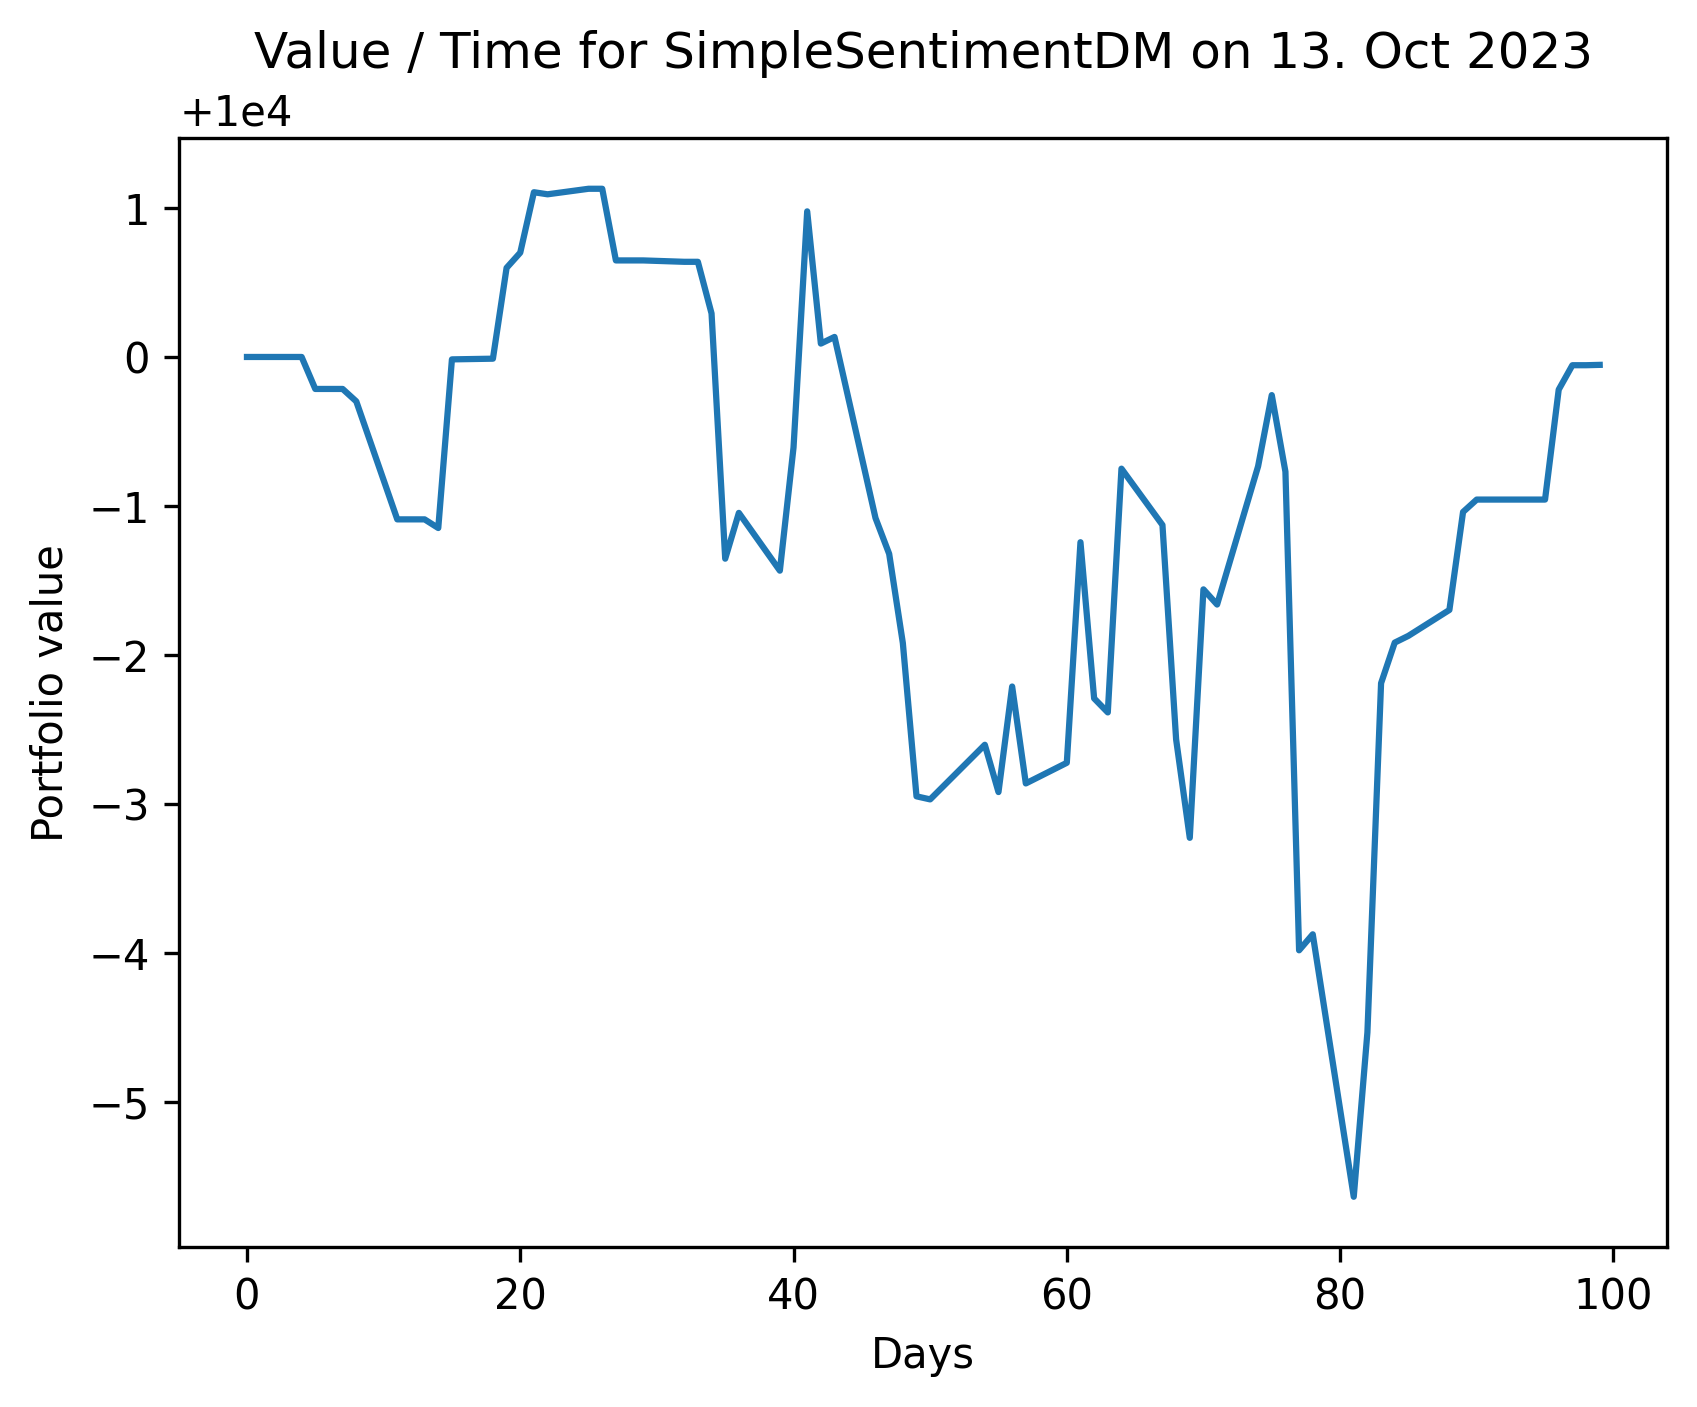 Value / Time for SimpleSentimentDM on 13. Oct 2023
+1e4
1
0
−1
−2
−3
−4
−5
Portfolio value
0 20 40 60 80 100
Days